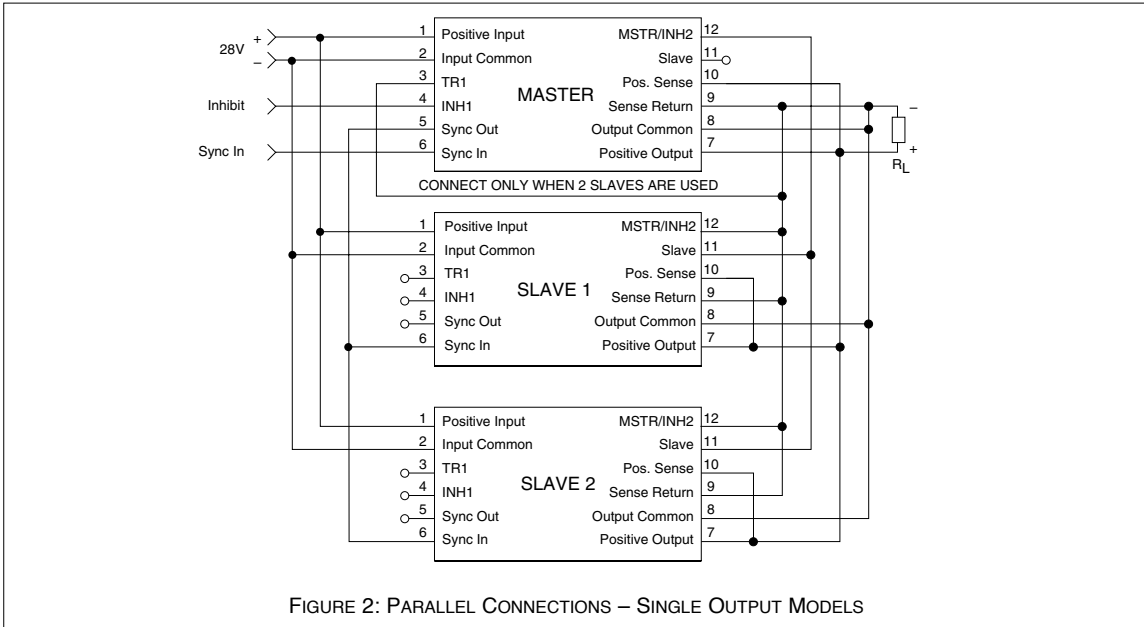 28V
+
–
Inhibit
Sync In
1 Positive Input
2 Input Common
3 TR1
4 INH1
5 Sync Out
6 Sync In
MASTER
MSTR/INH2 12
Slave 11
Pos. Sense 10
Sense Return 9
Output Common 8
Positive Output 7
–
+
RL
CONNECT ONLY WHEN 2 SLAVES ARE USED
1 Positive Input
2 Input Common
3 TR1
4 INH1
5 Sync Out
6 Sync In
SLAVE 1
MSTR/INH2 12
Slave 11
Pos. Sense 10
Sense Return 9
Output Common 8
Positive Output 7
1 Positive Input
2 Input Common
3 TR1
4 INH1
5 Sync Out
6 Sync In
SLAVE 2
MSTR/INH2 12
Slave 11
Pos. Sense 10
Sense Return 9
Output Common 8
Positive Output 7
FIGURE 2: PARALLEL CONNECTIONS – SINGLE OUTPUT MODELS